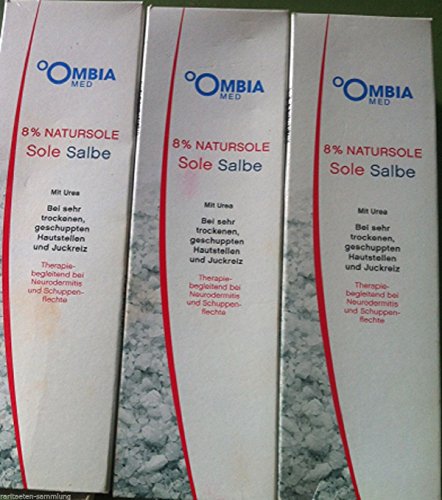 OMBIA
MED
8% NATURSOLE
Sole Salbe
Mit Urea
Bei sehr
trockenen,
geschuppten
Hautstellen
und Juckreiz
Therapie-
begleitend bei
Neurodermitis
und Schuppen-
flechte
OMBIA
MED
8% NATURSOLE
Sole Salbe
Mit Urea
Bei sehr
trockenen,
geschuppten
Hautstellen
und Juckreiz
Therapie-
begleitend bei
Neurodermitis
und Schuppen-
flechte
OMBIA
MED
8% NATURSOLE
Sole Salbe
Mit Urea
Bei sehr
trockenen,
geschuppten
Hautstellen
und Juckreiz
Therapie-
begleitend bei
Neurodermitis
und Schuppen-
flechte
raritaeten-sammlung